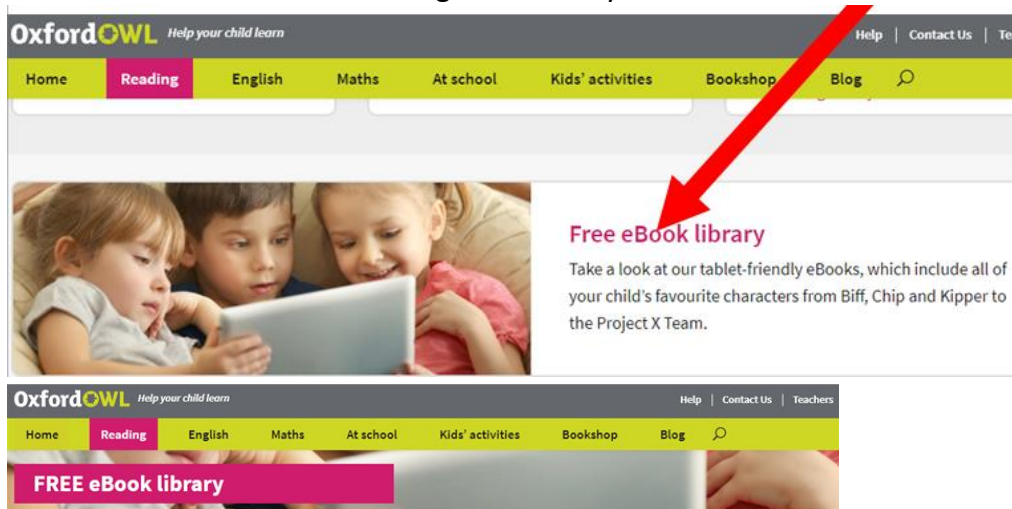 OxfordOWL Help your child learn Help | Contact Us |
Home Reading English Maths At school Kids' activities Bookshop Blog
Free eBook library
Take a look at our tablet-friendly eBooks, which include all of
your child's favourite characters from Biff, Chip and Kipper to
the Project X Team.
OxfordOWL Help your child learn Help | Contact Us | Teachers
Home Reading English Maths At school Kids' activities Bookshop Blog
FREE eBook library